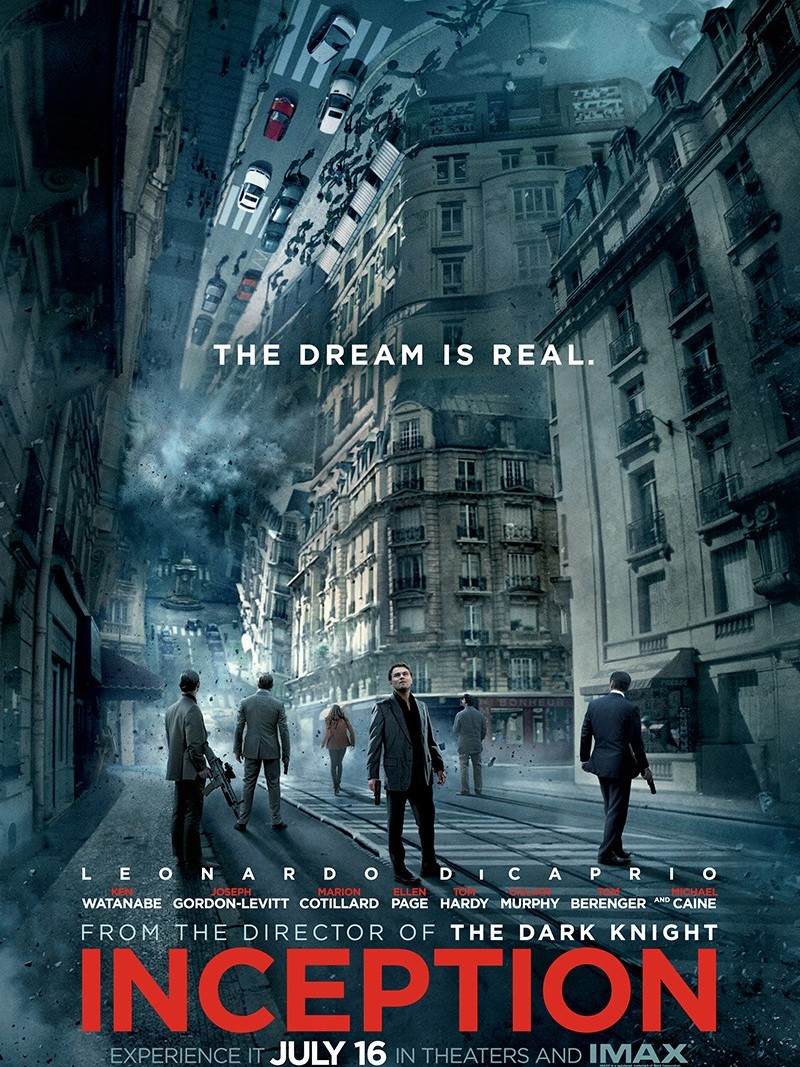 THE DREAM IS REAL.
BONHEUR
LEONARDO DiCAPRIO
KEN WATANABE JOSEPH GORDON-LEVITT MARION COTILLARD ELLEN PAGE TOM HARDY CILLIAN MURPHY TOM BERENGER AND MICHAEL CAINE
FROM THE DIRECTOR OF THE DARK KNIGHT
INCEPTION
EXPERIENCE IT JULY 16 IN THEATERS AND IMAX